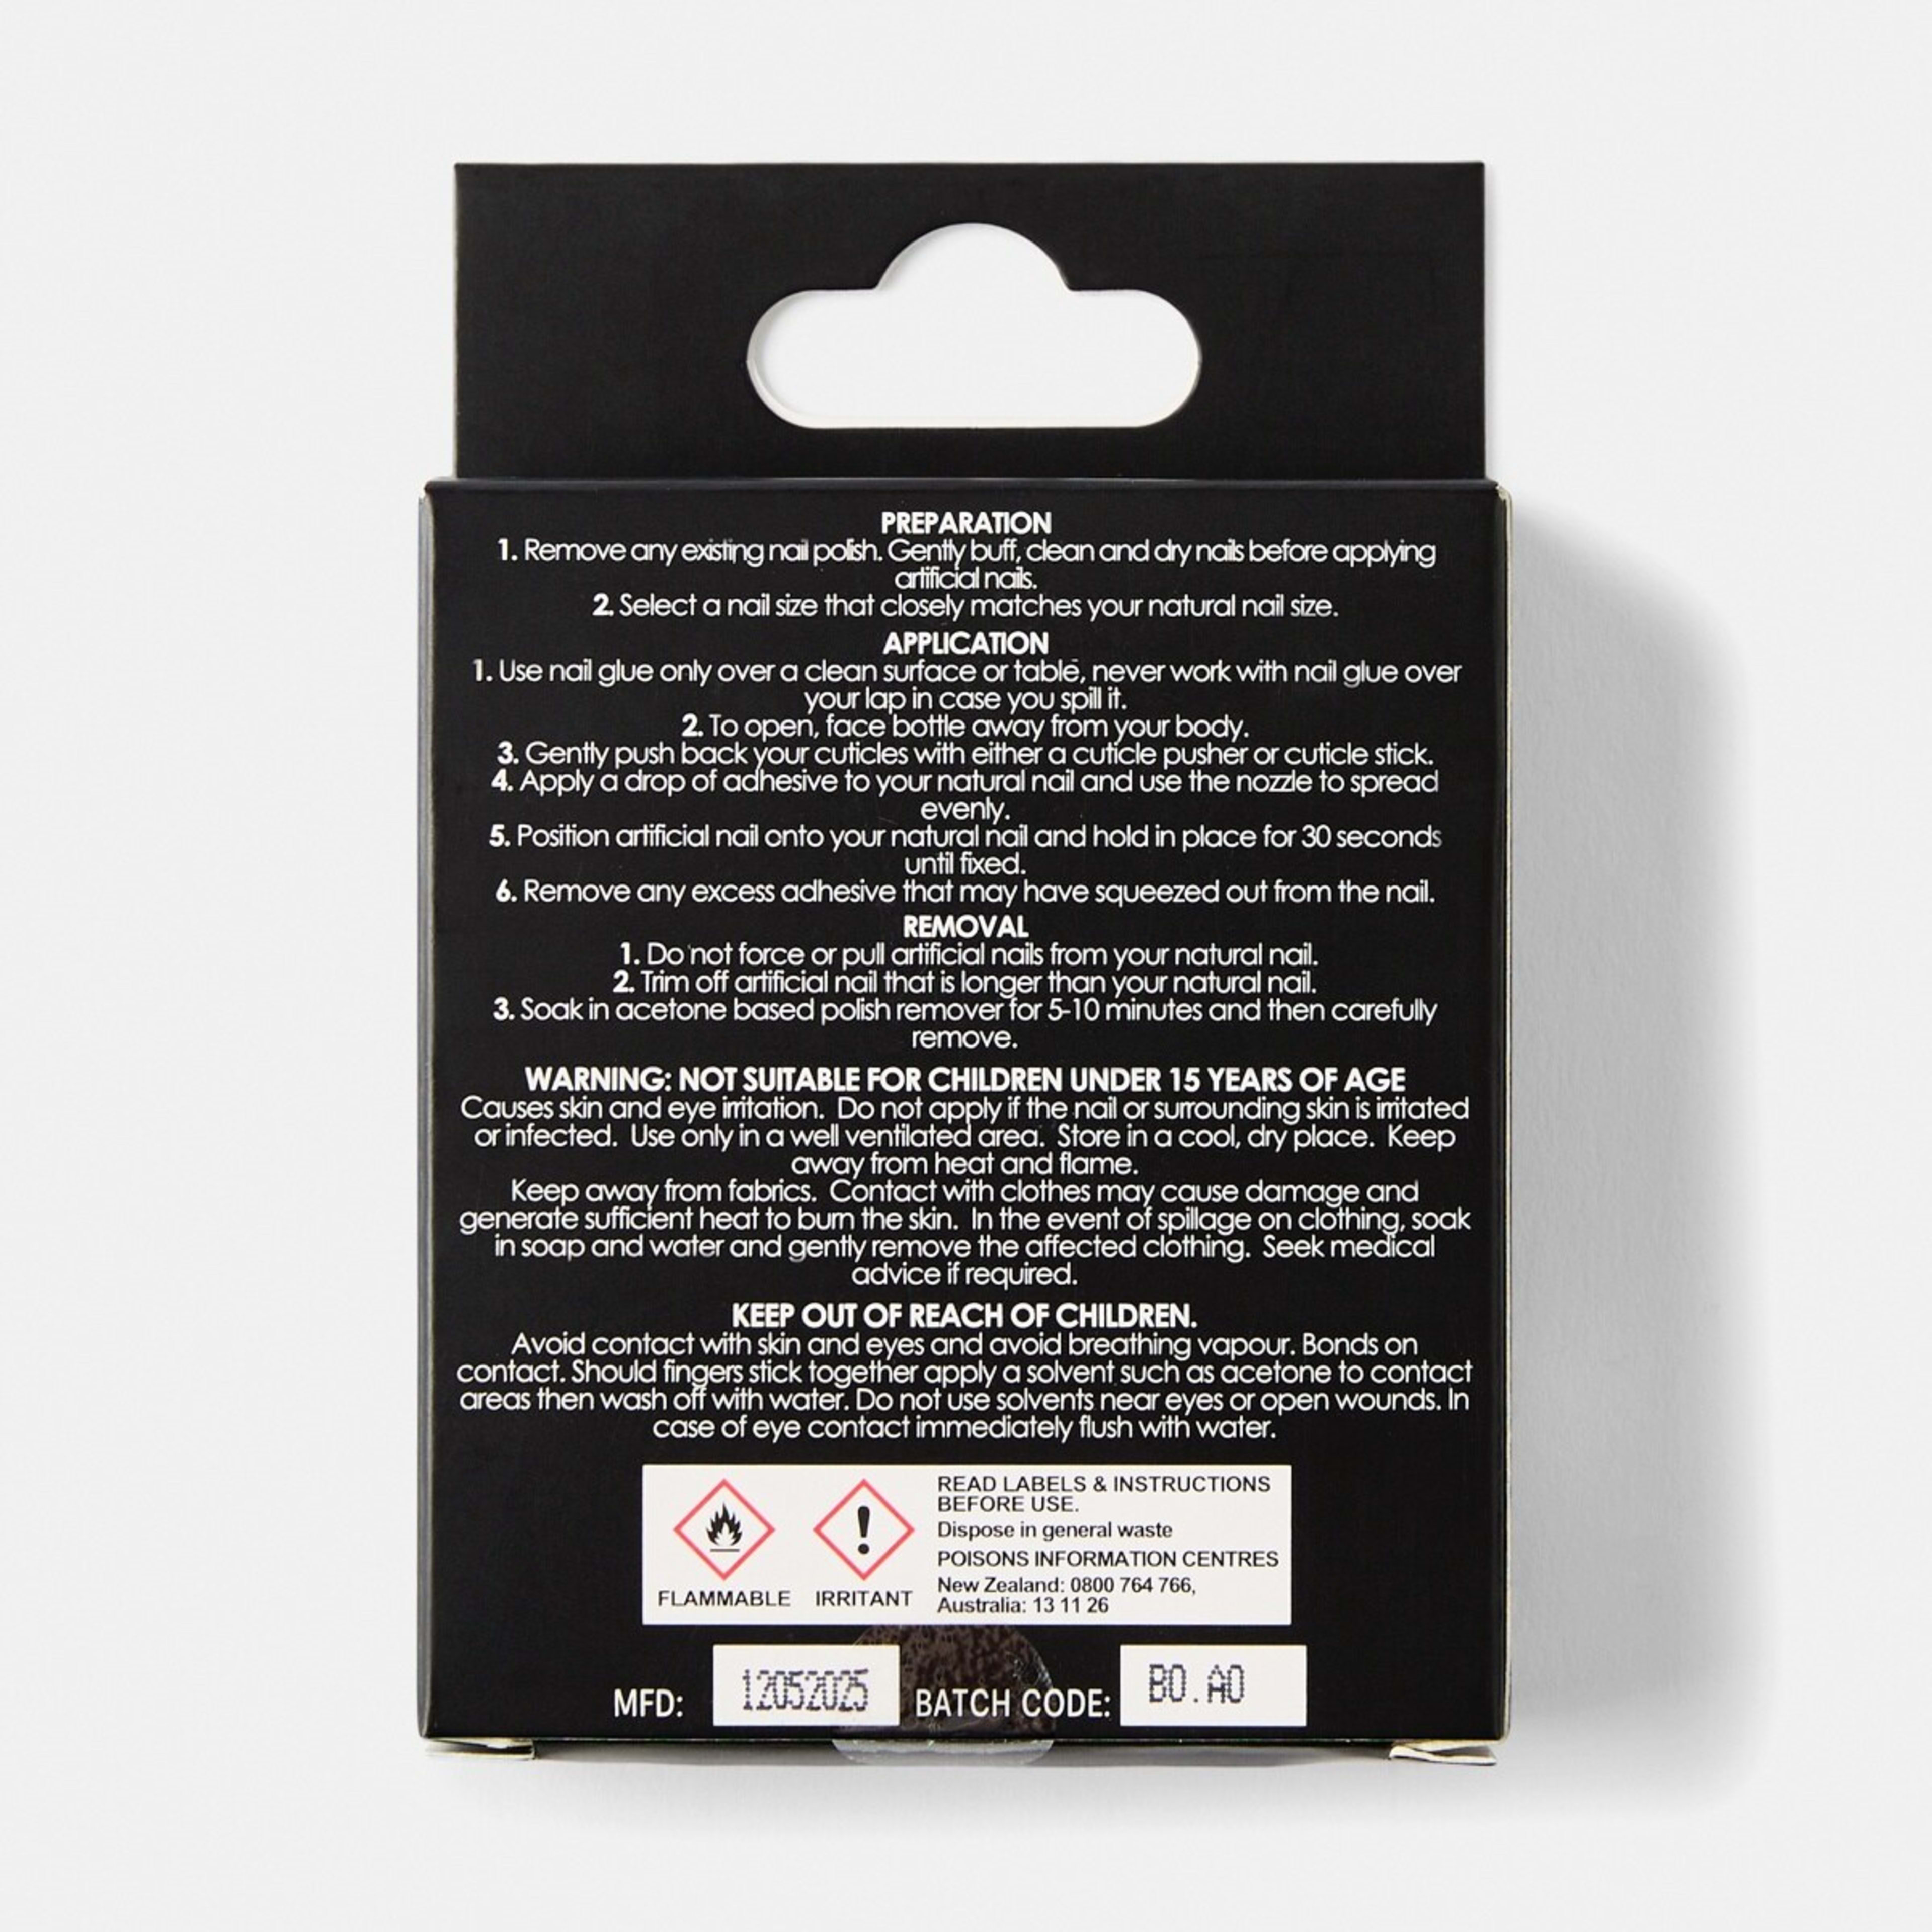 PREPARATION
1. Remove any existing nail polish. Gently buff, clean and dry nails before applying
artificial nails.
2. Select a nail size that closely matches your natural nail size.
APPLICATION
1. Use nail glue only over a clean surface or table, never work with nail glue over
your lap in case you spill it.
2. To open, face bottle away from your body.
3. Gently push back your cuticles with either a cuticle pusher or cuticle stick.
4. Apply a drop of adhesive to your natural nail and use the nozzle to spread
evenly.
5. Position artificial nail onto your natural nail and hold in place for 30 seconds
until fixed.
6. Remove any excess adhesive that may have squeezed out from the nail.
REMOVAL
1. Do not force or pull artificial nails from your natural nail.
2. Trim off artificial nail that is longer than your natural nail.
3. Soak in acetone based polish remover for 5-10 minutes and then carefully
remove.
WARNING: NOT SUITABLE FOR CHILDREN UNDER 15 YEARS OF AGE
Causes skin and eye irritation. Do not apply if the nail or surrounding skin is irritated
or infected. Use only in a well ventilated area. Store in a cool, dry place. Keep
away from heat and flame.
Keep away from fabrics. Contact with clothes may cause damage and
generate sufficient heat to burn the skin. In the event of spillage on clothing, soak
in soap and water and gently remove the affected clothing. Seek medical
advice if required.
KEEP OUT OF REACH OF CHILDREN.
Avoid contact with skin and eyes and avoid breathing vapour. Bonds on
contact. Should fingers stick together apply a solvent such as acetone to contact
areas then wash off with water. Do not use solvents near eyes or open wounds. In
case of eye contact immediately flush with water.
FLAMMABLE
IRRITANT
READ LABELS & INSTRUCTIONS
BEFORE USE.
Dispose in general waste
POISONS INFORMATION CENTRES
New Zealand: 0800 764 766,
Australia: 13 11 26
MFD: 12052025 BATCH CODE: BO.AO